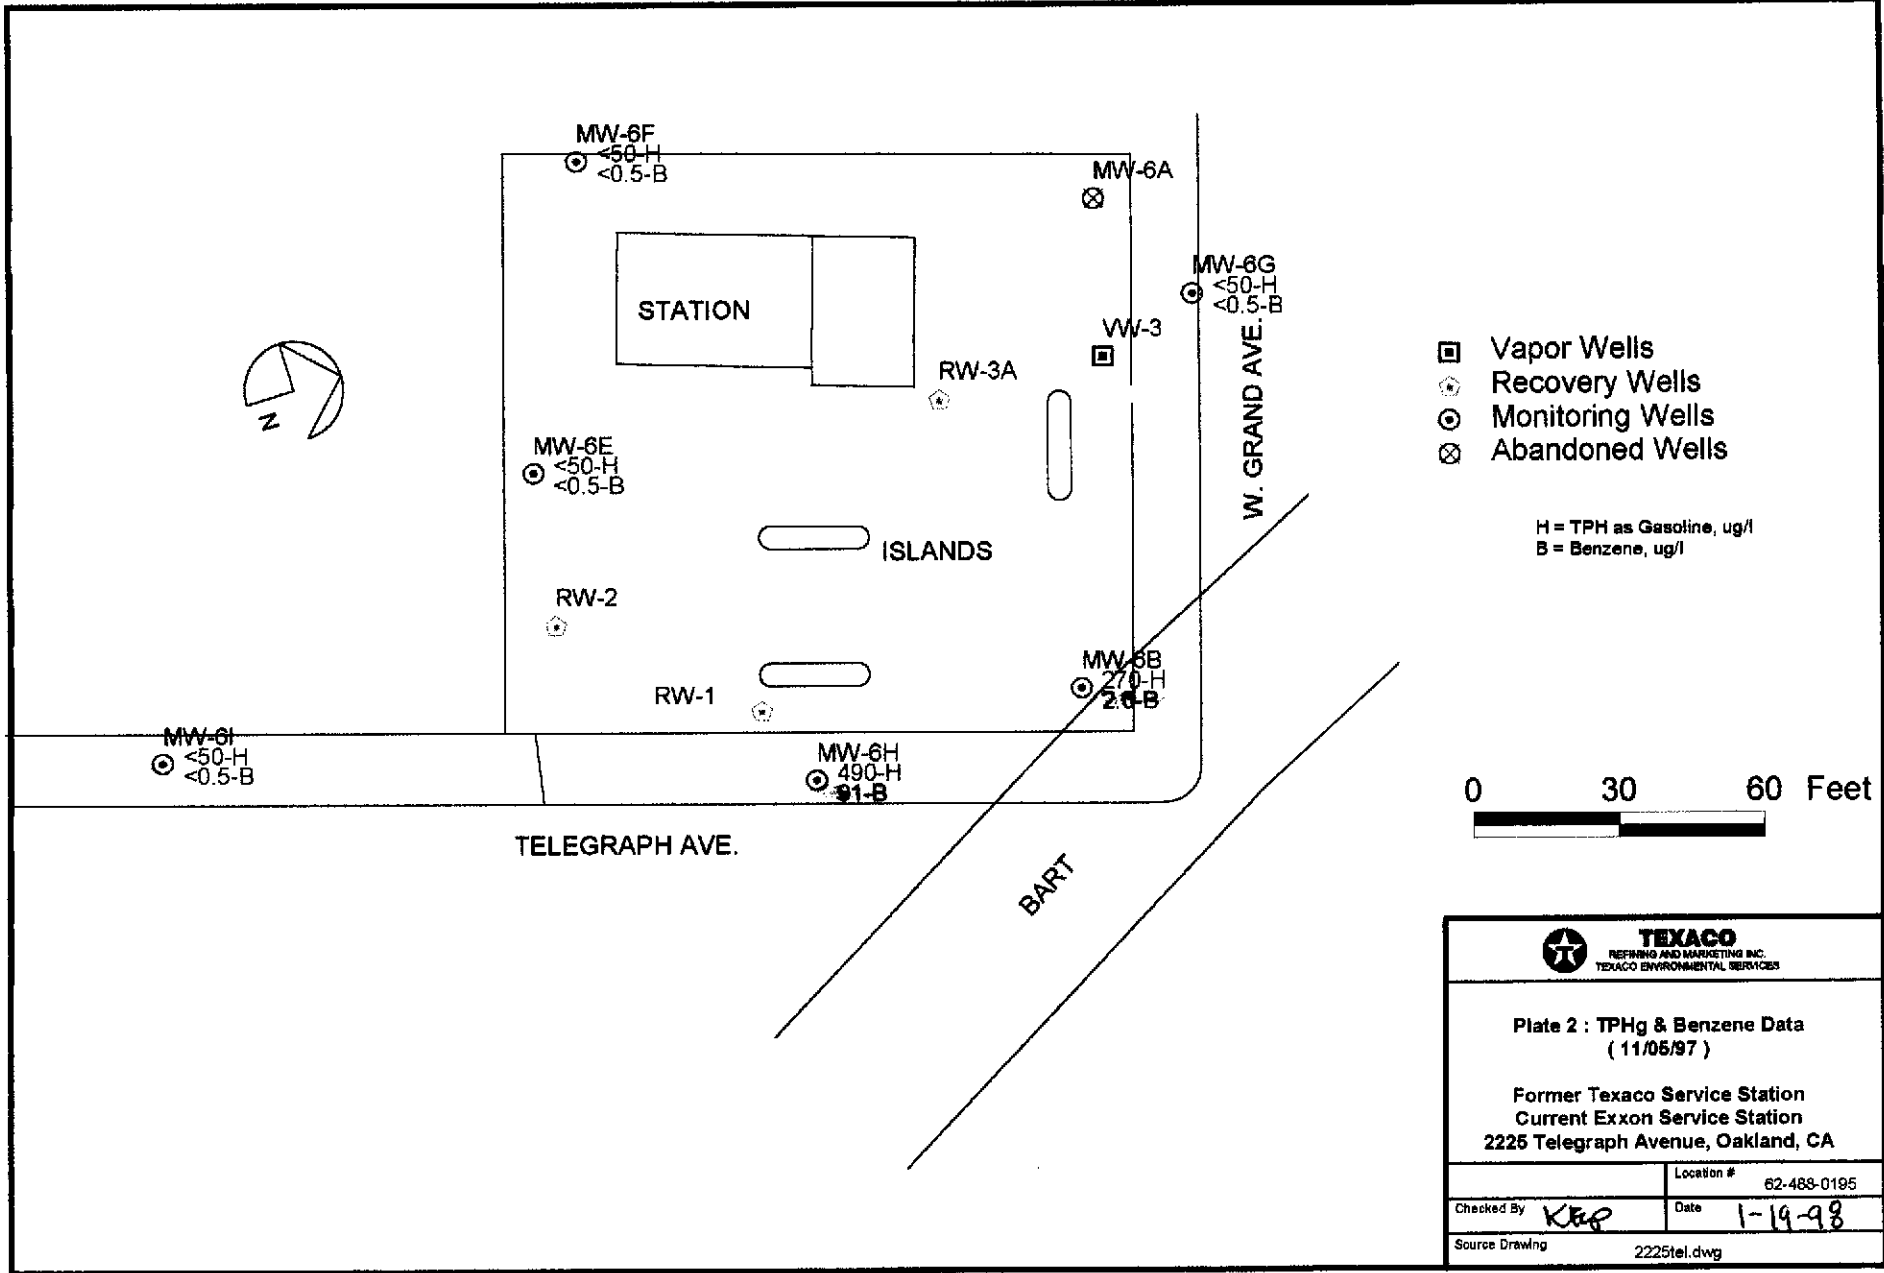 MW-6F
<50-H
<0.5-B
MW-6A
MW-6G
<50-H
<0.5-B
STATION
VW-3
RW-3A
W. GRAND AVE.
N
MW-6E
<50-H
<0.5-B
ISLANDS
RW-2
MW-6B
270-H
RW-1
MW-6I
<50-H
<0.5-B
MW-6H
490-H
91-B
TELEGRAPH AVE.
BART
Vapor Wells
Recovery Wells
Monitoring Wells
Abandoned Wells
H = TPH as Gasoline, ug/l
B = Benzene, ug/l
0 30 60 Feet
TEXACO
REFINING AND MARKETING INC.
TEXACO ENVIRONMENTAL SERVICES
Plate 2 : TPHg & Benzene Data
( 11/05/97 )
Former Texaco Service Station
Current Exxon Service Station
2225 Telegraph Avenue, Oakland, CA
Location # 62-488-0195
Checked By KEP
Date 1-19-98
Source Drawing 2225tel.dwg